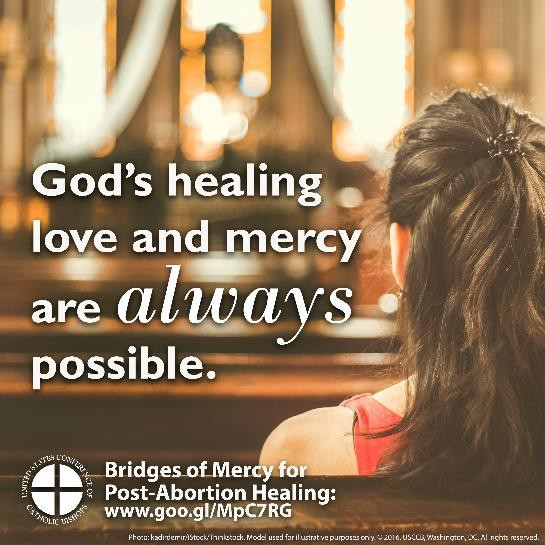 God's healing
love and mercy
are always
possible.
UNITED STATES CONFERENCE OF
CATHOLIC BISHOPS
Bridges of Mercy for
Post-Abortion Healing:
www.goo.gl/MpC7RG
Photo: kadirdemir/iStock/Thinkstock. Model used for illustrative purposes only. © 2016, USCCB, Washington, DC. All rights reserved.